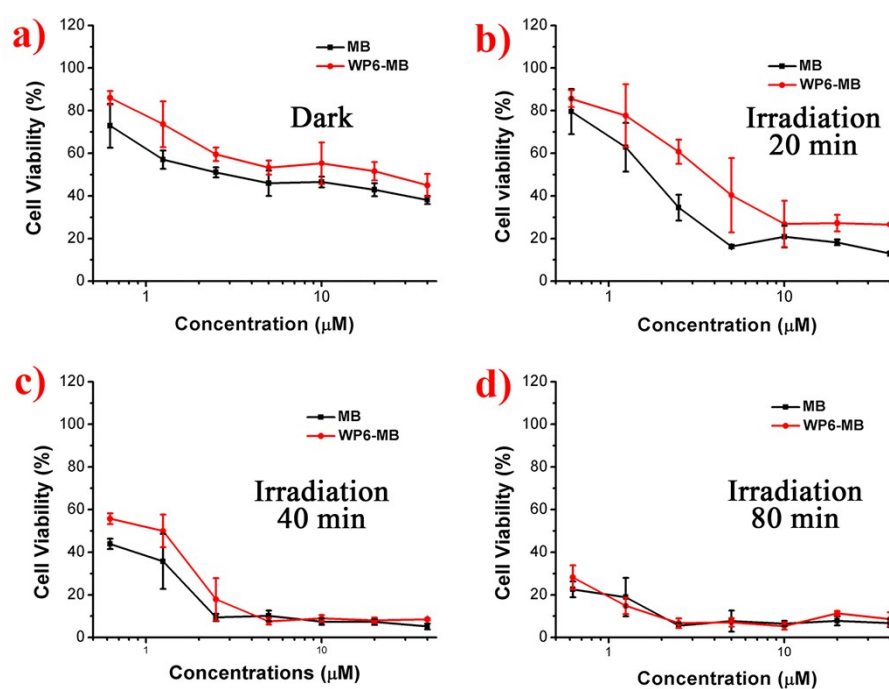 a)
MB
WP6-MB
Dark
Cell Viability (%)
120
100
80
60
40
20
0
1
10
Concentration (μM)
b)
MB
WP6-MB
Irradiation
20 min
Cell viability (%)
120
100
80
60
40
20
0
1
10
Concentration (μM)
c)
MB
WP6-MB
Irradiation
40 min
Cell Viability (%)
120
100
80
60
40
20
0
1
10
Concentrations (μM)
d)
MB
WP6-MB
Irradiation
80 min
Cell Viability (%)
120
100
80
60
40
20
0
1
10
Concentration (μM)